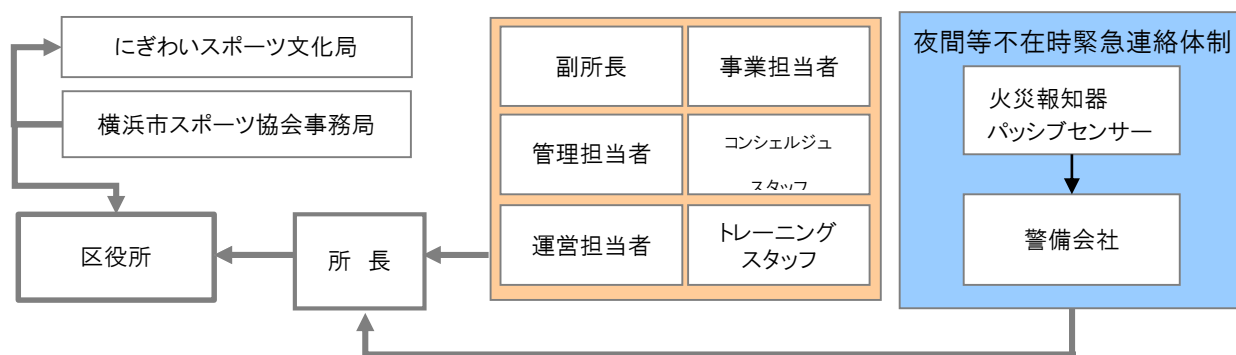 にぎわいスポーツ文化局
横浜市スポーツ協会事務局
区役所
所 長
副所長
事業担当者
管理担当者
コンシェルジュ
スタッフ
運営担当者
トレーニング
スタッフ
夜間等不在時緊急連絡体制
火災報知器
パッシブセンサー
警備会社